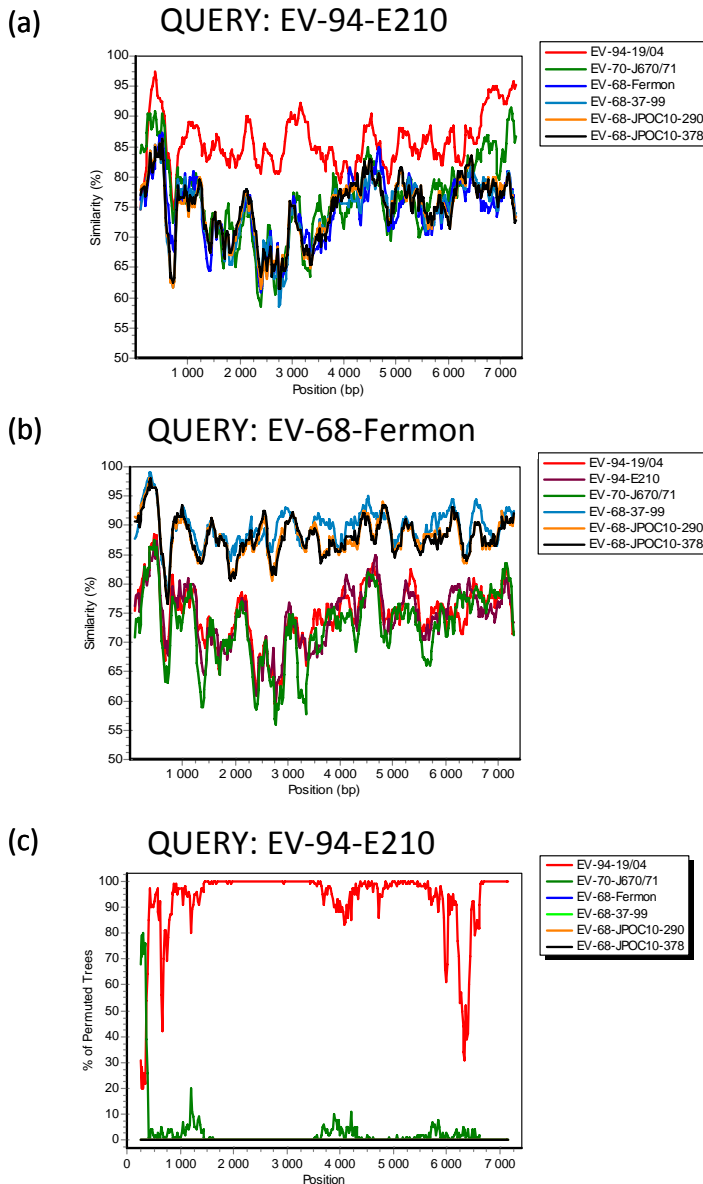 (a)
QUERY: EV-94-E210
100
95
90
85
80
75
70
65
60
55
50
Similarity (%)
1 000
2 000
3 000
4 000
5 000
6 000
7 000
Position (bp)
EV-94-19/04
EV-70-J670/71
EV-68-Fermon
EV-68-37-99
EV-68-JPOC10-290
EV-68-JPOC10-378
(b)
QUERY: EV-68-Fermon
100
95
90
85
80
75
70
65
60
55
50
Similarity (%)
1 000
2 000
3 000
4 000
5 000
6 000
7 000
Position (bp)
EV-94-19/04
EV-94-E210
EV-70-J670/71
EV-68-37-99
EV-68-JPOC10-290
EV-68-JPOC10-378
(c)
QUERY: EV-94-E210
100
90
80
70
60
50
40
30
20
10
0
% of Permuted Trees
0
1 000
2 000
3 000
4 000
5 000
6 000
7 000
Position
EV-94-19/04
EV-70-J670/71
EV-68-Fermon
EV-68-37-99
EV-68-JPOC10-290
EV-68-JPOC10-378